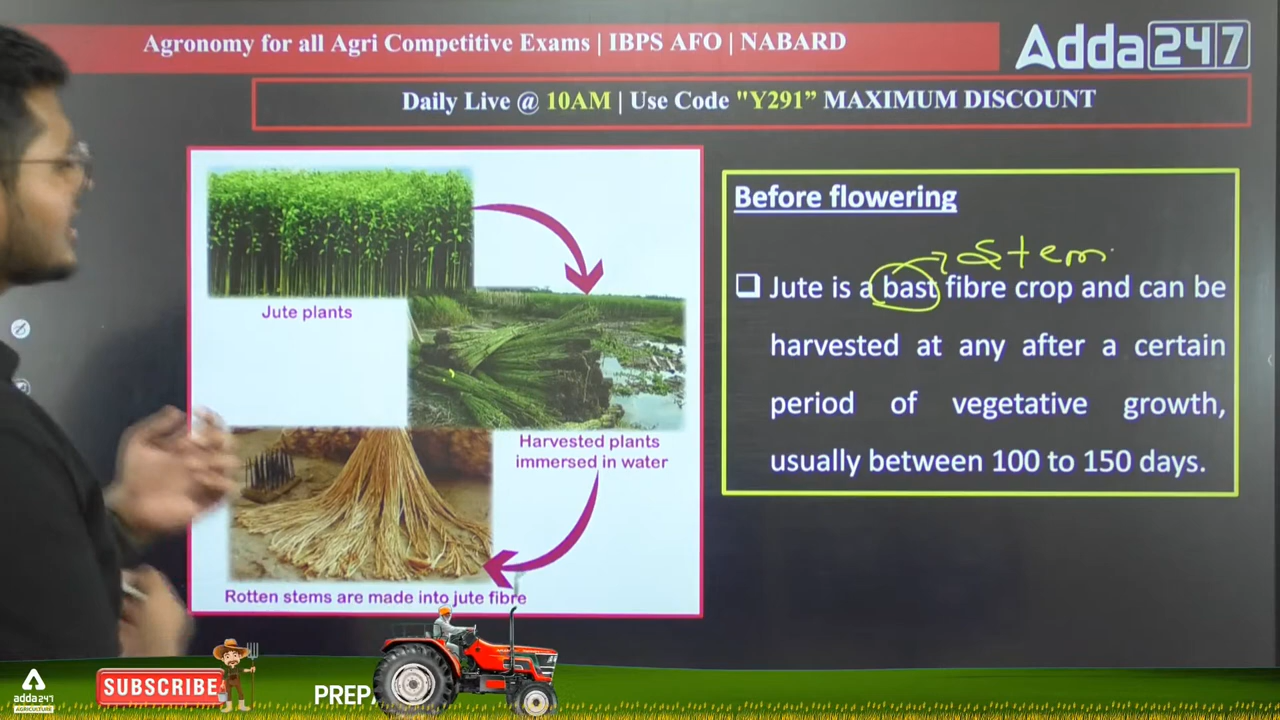 Agronomy for all Agri Competitive Exams | IBPS AFO | NABARD
Adda247
Daily Live @ 10AM | Use Code "Y291” MAXIMUM DISCOUNT
Jute plants
Harvested plants
immersed in water
Rotten stems are made into jute fibre
Before flowering
Stem
❑ Jute is a bast fibre crop and can be
harvested at any after a certain
period of vegetative growth,
usually between 100 to 150 days.
adda247
AGRICULTURE
SUBSCRIBE
PREPA